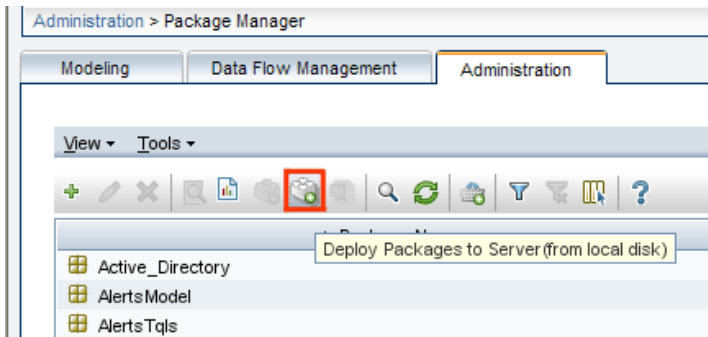 Administration > Package Manager
Modeling Data Flow Management Administration
View Tools
Deploy Packages to Server(from local disk)
Active_Directory
AlertsModel
AlertsTqls